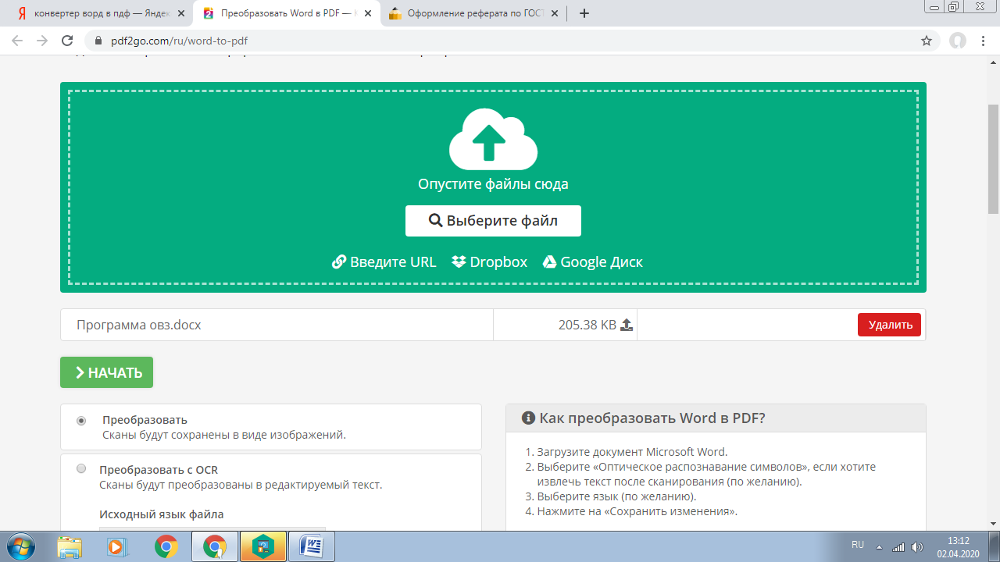 конвертер ворд в пдф — Яндек
Преобразовать Word в PDF —
Оформление реферата по ГОСТ
pdf2go.com/ru/word-to-pdf
Опустите файлы сюда
Выберите файл
Введите URL Dropbox Google Диск
Программа овз.docx 205.38 KB Удалить
НАЧАТЬ
Преобразовать
Сканы будут сохранены в виде изображений.
Преобразовать с OCR
Сканы будут преобразованы в редактируемый текст.
Исходный язык файла
Как преобразовать Word в PDF?
1. Загрузите документ Microsoft Word.
2. Выберите «Оптическое распознавание символов», если хотите
извлечь текст после сканирования (по желанию).
3. Выберите язык (по желанию).
4. Нажмите на «Сохранить изменения».
RU
13:12
02.04.2020